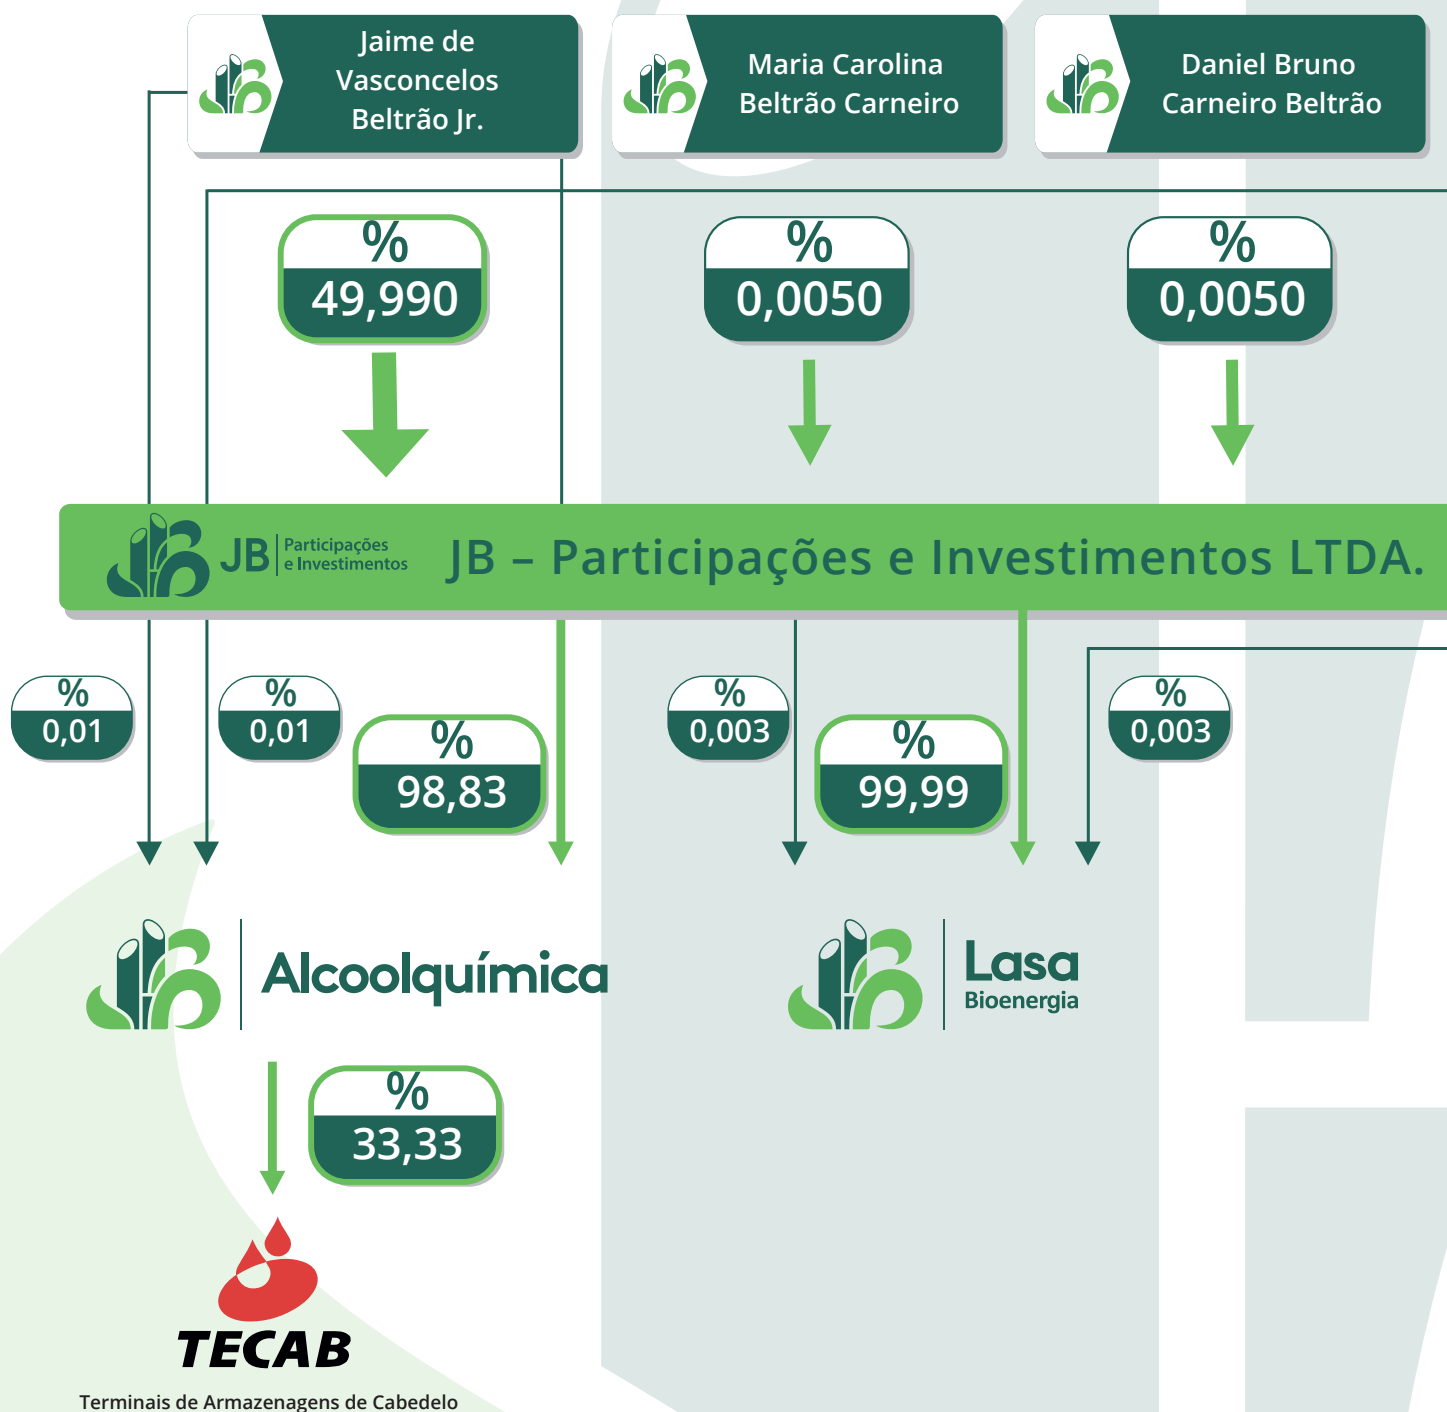 Jaime de
Vasconcelos
Beltrão Jr.
Maria Carolina
Beltrão Carneiro
Daniel Bruno
Carneiro Beltrão
%
49,990
%
0,0050
%
0,0050
JB
Participações
e Investimentos
JB – Participações e Investimentos LTDA.
%
0,01
%
0,01
%
98,83
%
0,003
%
99,99
%
0,003
Alcoolquímica
Lasa
Bioenergia
%
33,33
TECAB
Terminais de Armazenagens de Cabedelo